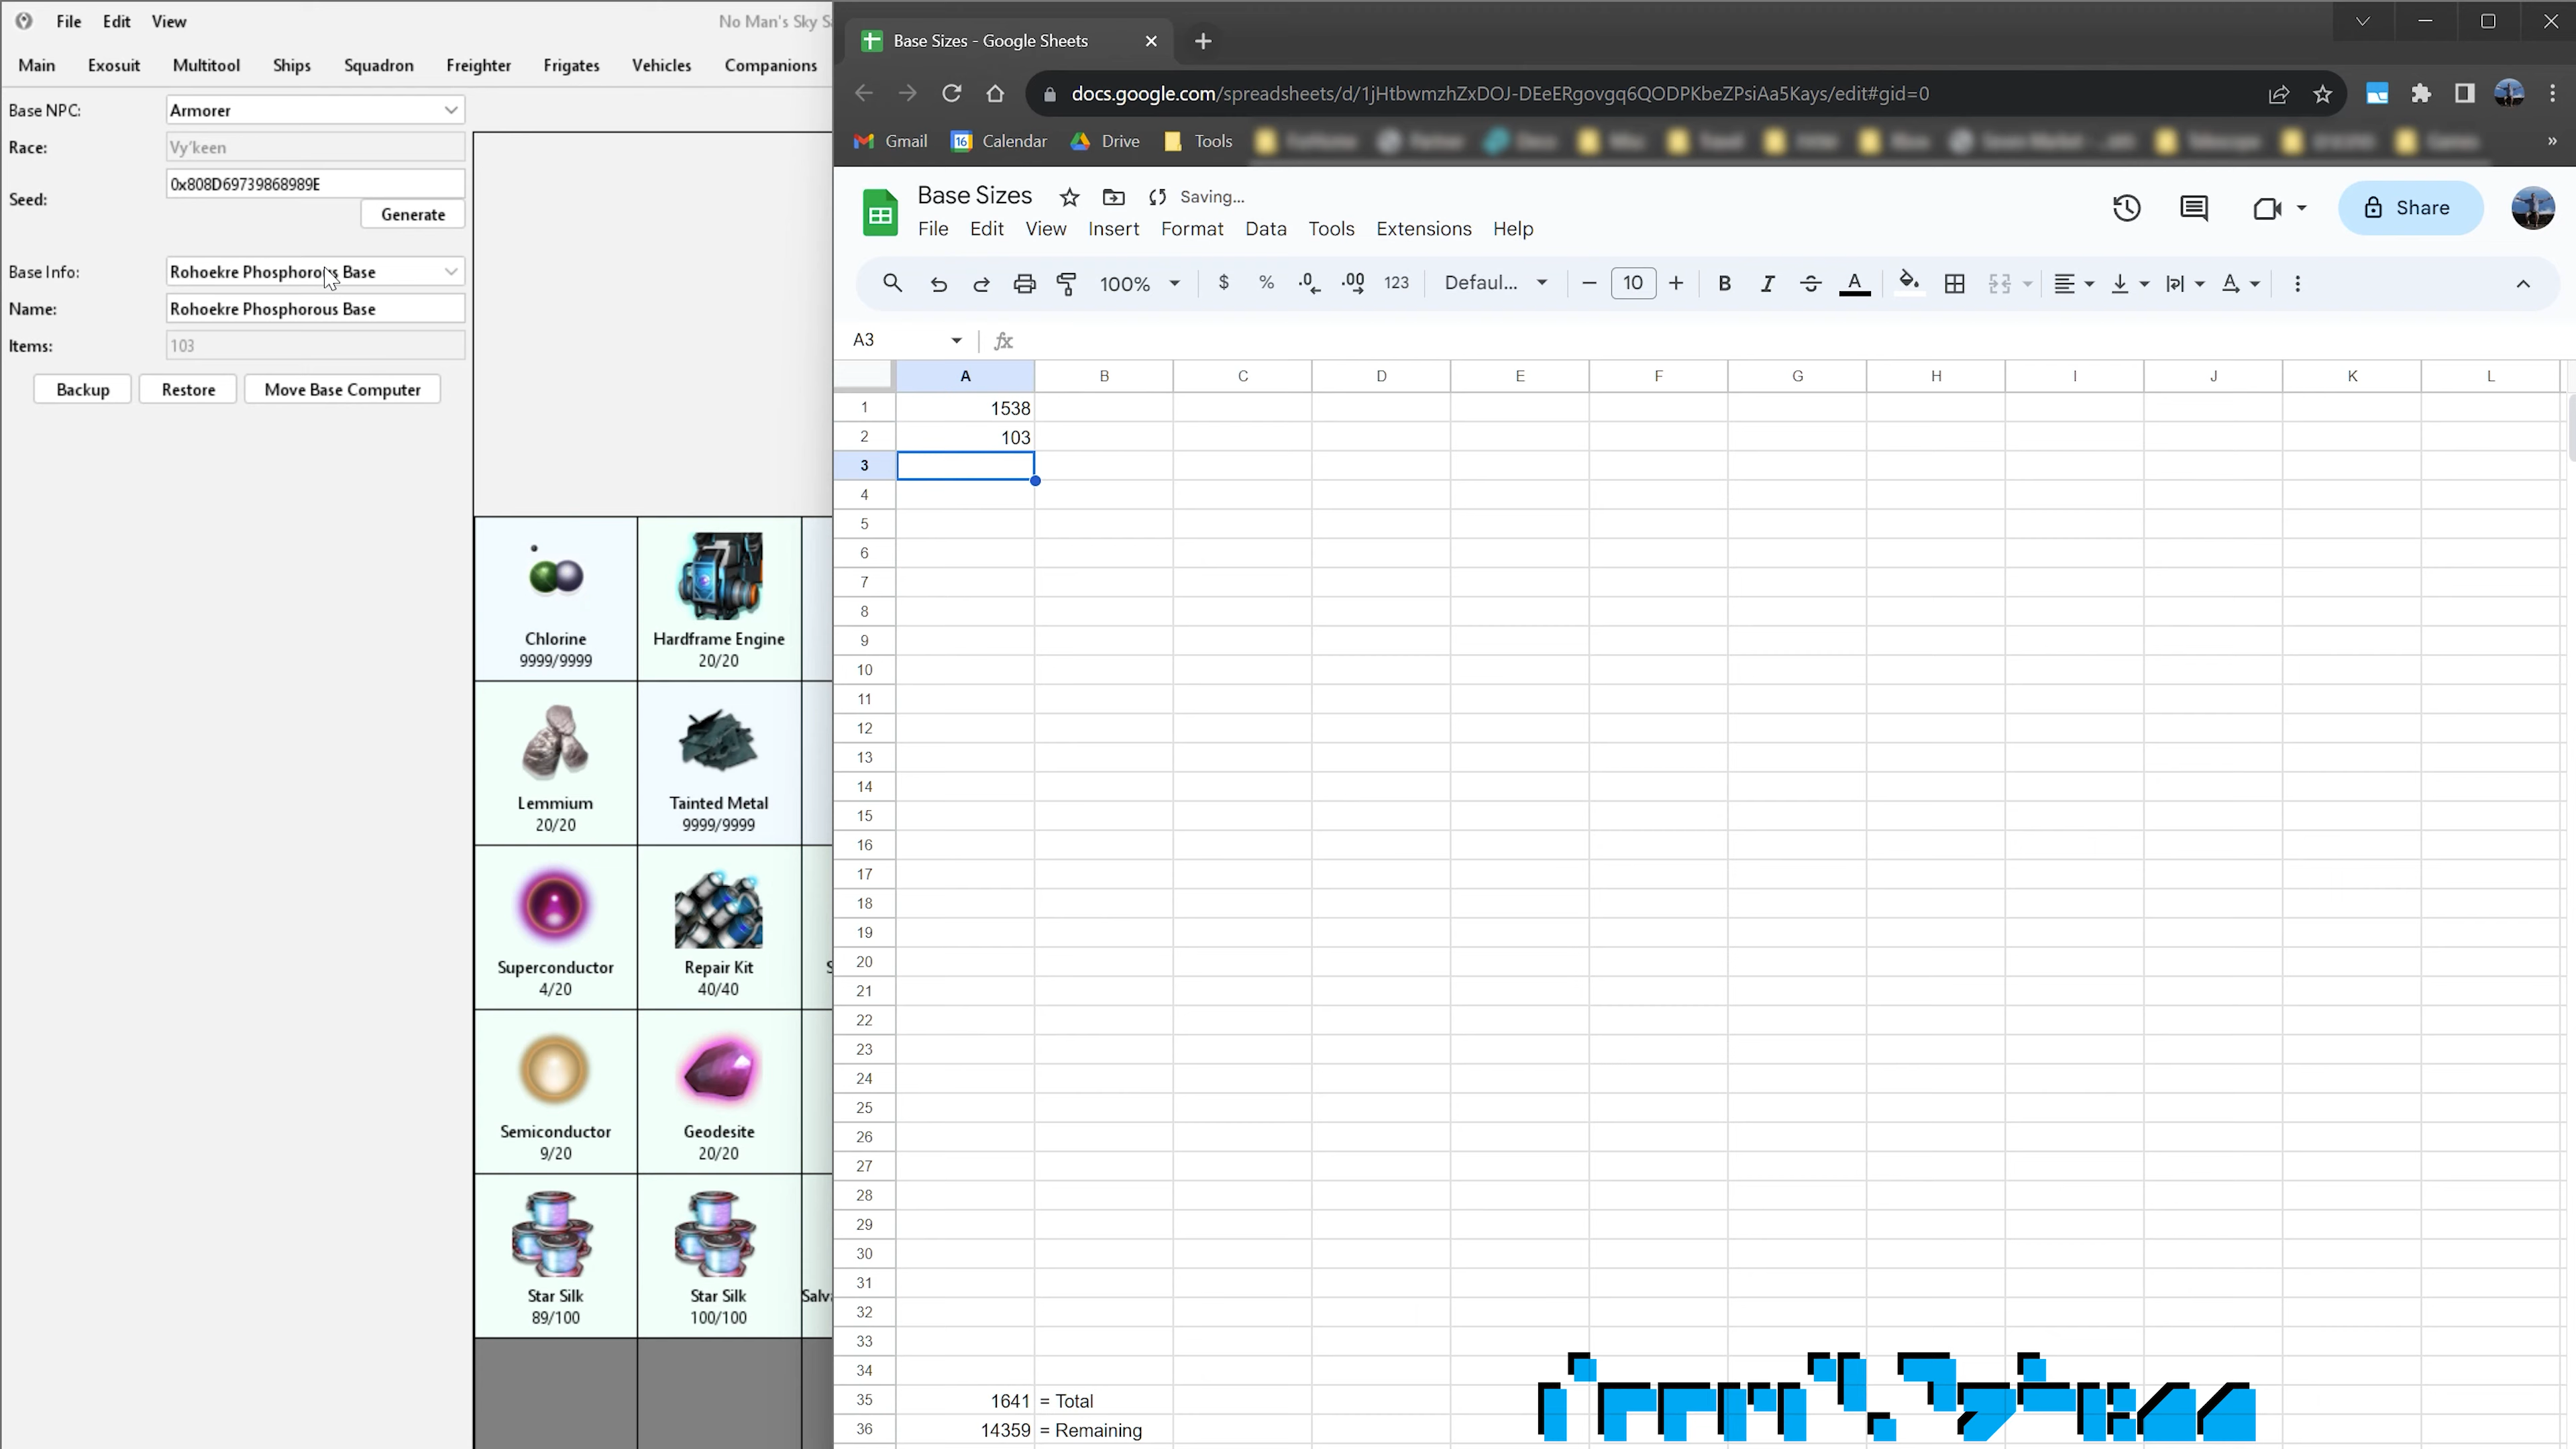 File Edit View
No Man's Sky Sa
Main Exosuit Multitool Ships Squadron Freighter Frigates Vehicles Companions
Base NPC: Armorer
Race: Vy'keen
Seed: 0x808D69739868989E
Generate
Base Info: Rohoekre Phosphorous Base
Name: Rohoekre Phosphorous Base
Items: 103
Backup Restore Move Base Computer
Chlorine Hardframe Engine
9999/9999 20/20
Lemmium Tainted Metal
20/20 9999/9999
Superconductor Repair Kit S
4/20 40/40
Semiconductor Geodesite
9/20 20/20
Star Silk Star Silk Salva
89/100 100/100
Base Sizes - Google Sheets
docs.google.com/spreadsheets/d/1jHtbwmzhZxDOJ-DEeERgovgq6QODPKbeZPsiAa5Kays/edit#gid=0
Gmail 16 Calendar Drive Tools
Base Sizes Saving...
File Edit View Insert Format Data Tools Extensions Help
Share
100% $ % .0 .00 123 Defaul... 10 B I S A
A3 fx
A B C D E F G H I J K L
1 1538
2 103
3
4
5
6
7
8
9
10
11
12
13
14
15
16
17
18
19
20
21
22
23
24
25
26
27
28
29
30
31
32
33
34
35 1641 = Total
36 14359 = Remaining